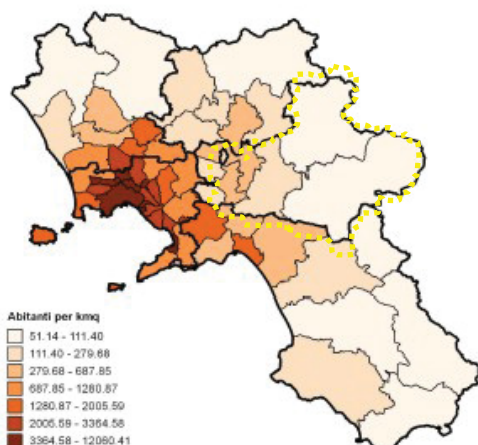 Abitanti per kmq
51.14 - 111.40
111.40 - 279.68
279.68 - 687.85
687.85 - 1280.87
1280.87 - 2005.59
2005.59 - 3364.58
3364.58 - 12060.41